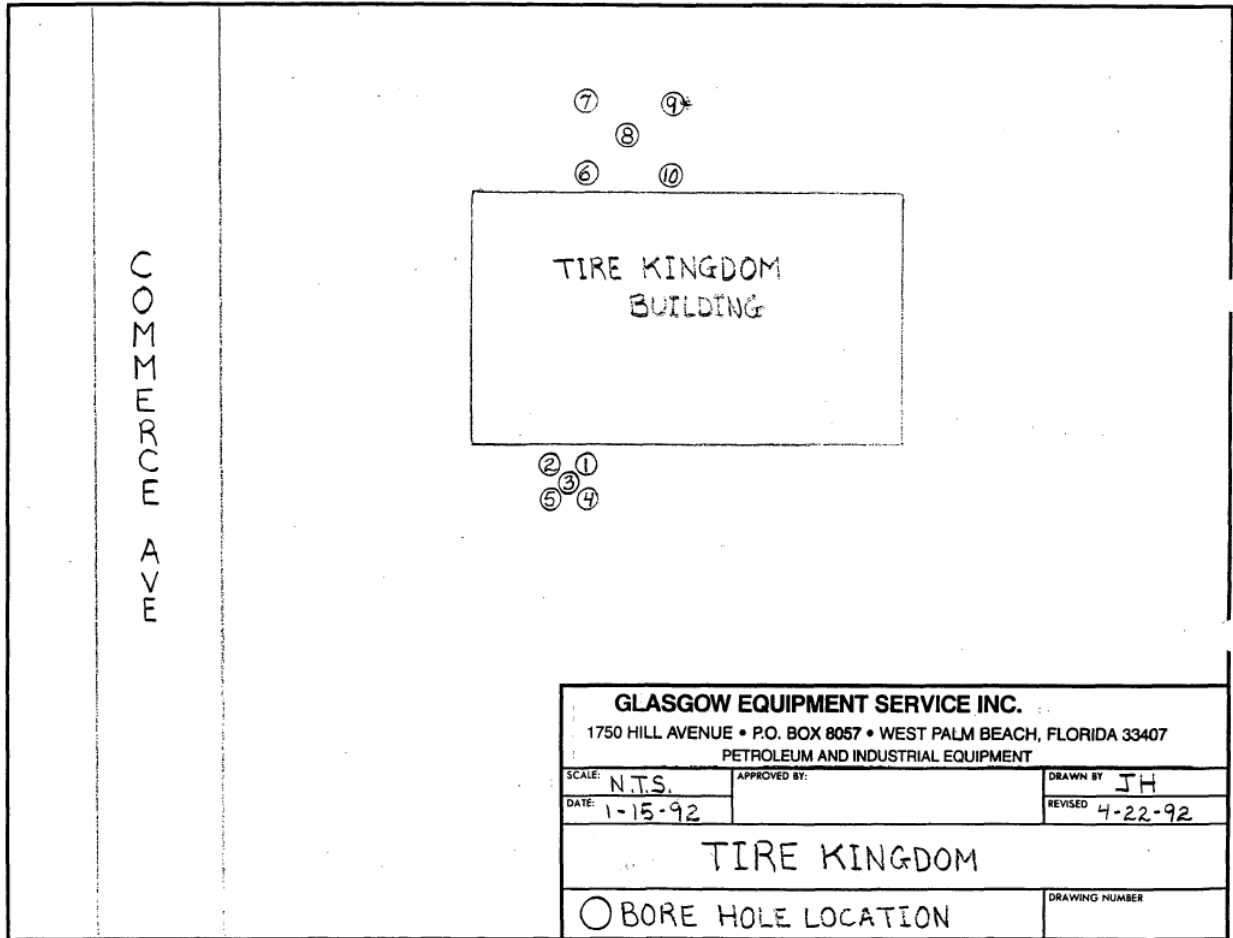 ⑦ ⑨*
⑧
⑥ ⑩
TIRE KINGDOM
BUILDING
COMMERCE AVE
② ①
③
⑤ ④
GLASGOW EQUIPMENT SERVICE INC.
1750 HILL AVENUE • P.O. BOX 8057 • WEST PALM BEACH, FLORIDA 33407
PETROLEUM AND INDUSTRIAL EQUIPMENT
SCALE: N.T.S.
APPROVED BY:
DRAWN BY JH
DATE: 1-15-92
REVISED 4-22-92
TIRE KINGDOM
BORE HOLE LOCATION
DRAWING NUMBER